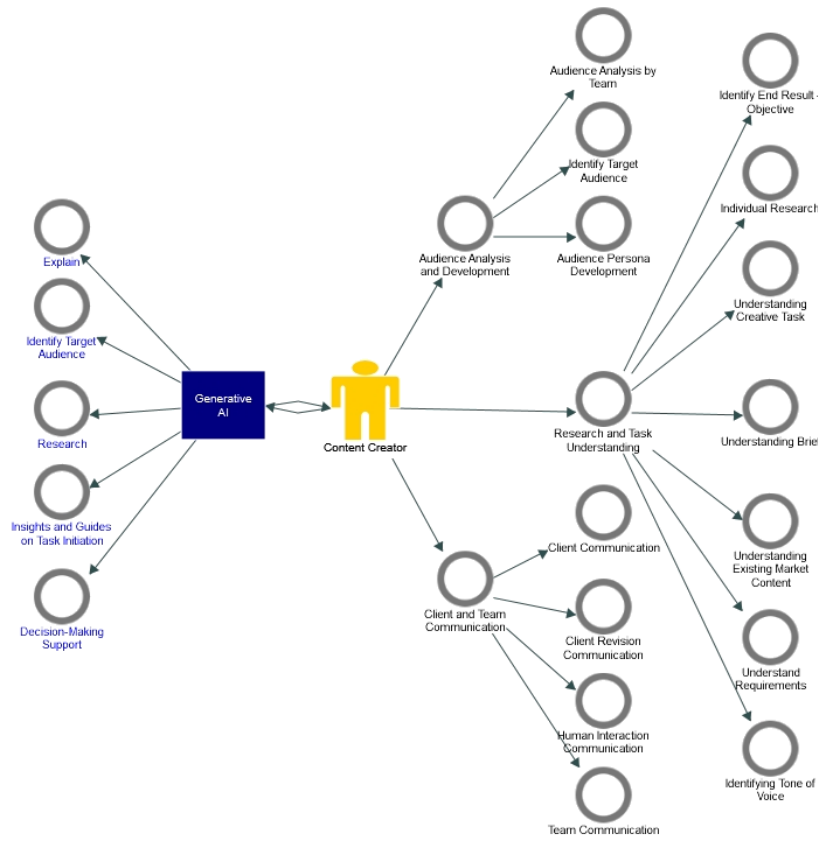 Explain
Identify Target
Audience
Research
Insights and Guides
on Task Initiation
Decision-Making
Support
Generative
AI
Content Creator
Audience Analysis
and Development
Audience Analysis by
Team
Identify Target
Audience
Audience Persona
Development
Research and Task
Understanding
Client and Team
Communication
Client Communication
Client Revision
Communication
Human Interaction
Communication
Team Communication
Identify End Result -
Objective
Individual Research
Understanding
Creative Task
Understanding Brief
Understanding
Existing Market
Content
Understand
Requirements
Identifying Tone of
Voice